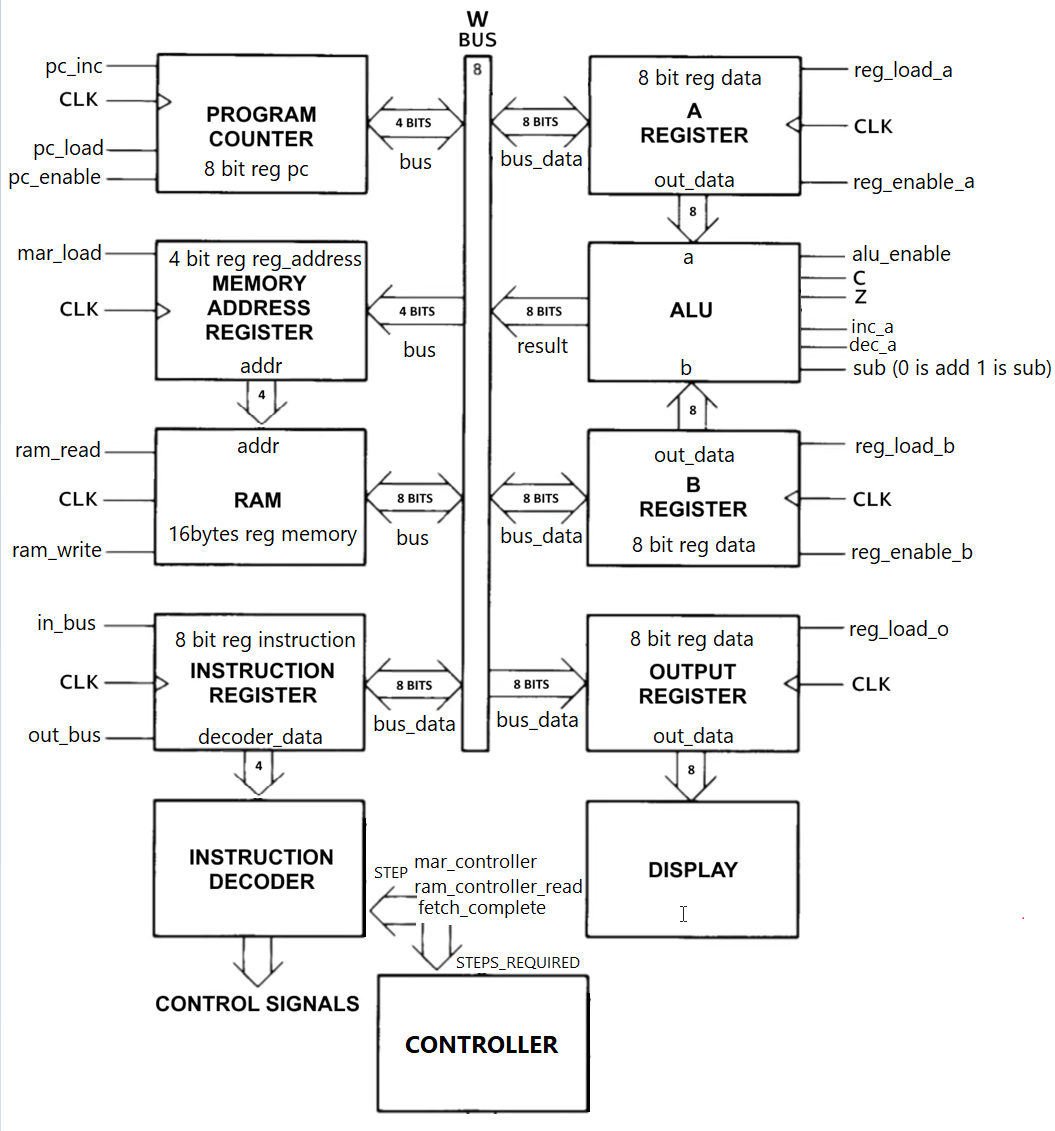 W
BUS
8
pc_inc
CLK
pc_load
pc_enable
PROGRAM
COUNTER
8 bit reg pc
4 BITS
bus
8 BITS
bus_data
8 bit reg data
A
REGISTER
out_data
reg_load_a
CLK
reg_enable_a
8
mar_load
CLK
4 bit reg reg_address
MEMORY
ADDRESS
REGISTER
addr
4 BITS
bus
8 BITS
result
a
ALU
b
alu_enable
C
Z
inc_a
dec_a
sub (0 is add 1 is sub)
4
8
ram_read
CLK
ram_write
addr
RAM
16bytes reg memory
8 BITS
bus
8 BITS
bus_data
out_data
B
REGISTER
8 bit reg data
reg_load_b
CLK
reg_enable_b
in_bus
CLK
out_bus
8 bit reg instruction
INSTRUCTION
REGISTER
decoder_data
8 BITS
bus_data
8 BITS
bus_data
8 bit reg data
OUTPUT
REGISTER
out_data
reg_load_o
CLK
4
8
INSTRUCTION
DECODER
STEP
mar_controller
ram_controller_read
fetch_complete
DISPLAY
STEPS_REQUIRED
CONTROL SIGNALS
CONTROLLER